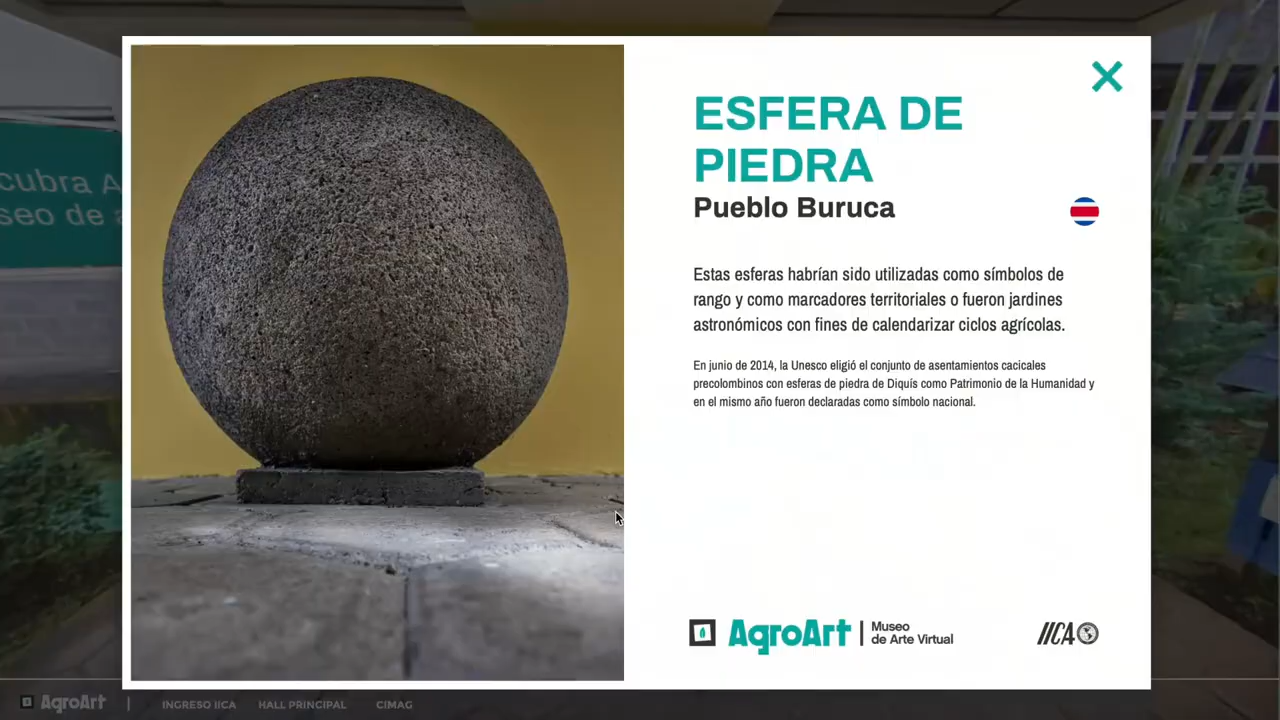 cubra A
seo de a
ESFERA DE
PIEDRA
Pueblo Buruca
Estas esferas habrían sido utilizadas como símbolos de
rango y como marcadores territoriales o fueron jardines
astronómicos con fines de calendarizar ciclos agrícolas.
En junio de 2014, la Unesco eligió el conjunto de asentamientos cacicales
precolombinos con esferas de piedra de Diquís como Patrimonio de la Humanidad y
en el mismo año fueron declaradas como símbolo nacional.
AgroArt | Museo
de Arte Virtual
IICA
AgroArt | INGRESO IICA HALL PRINCIPAL CIMAG